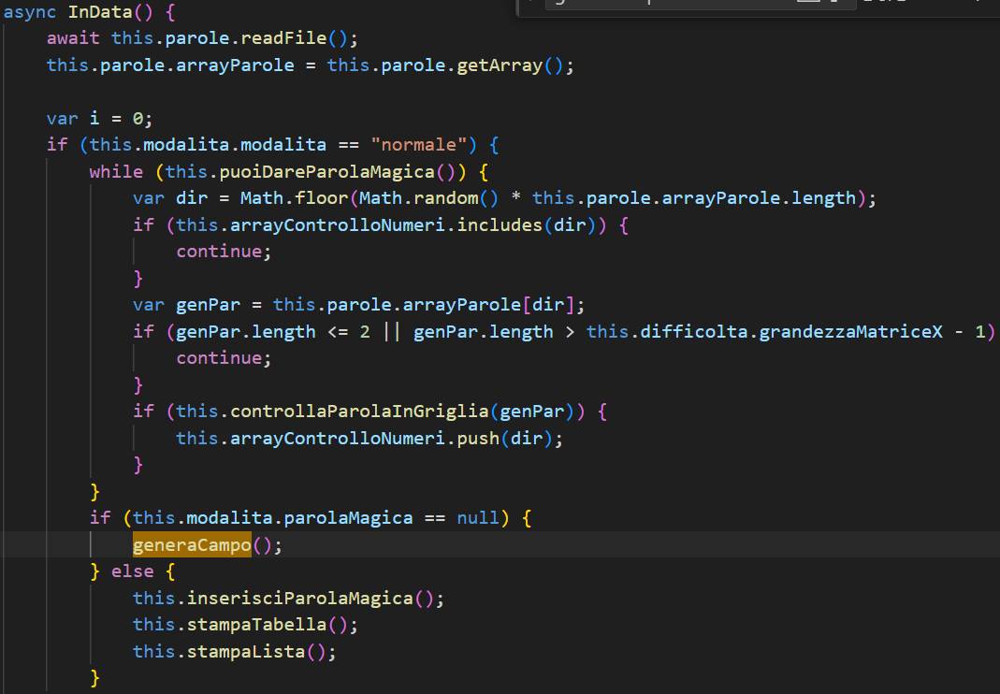 async InData() {
    await this.parole.readFile();
    this.parole.arrayParole = this.parole.getArray();

    var i = 0;
    if (this.modalita.modalita == "normale") {
        while (this.puoiDareParolaMagica()) {
            var dir = Math.floor(Math.random() * this.parole.arrayParole.length);
            if (this.arrayControlloNumeri.includes(dir)) {
                continue;
            }
            var genPar = this.parole.arrayParole[dir];
            if (genPar.length <= 2 || genPar.length > this.difficolta.grandezzaMatriceX - 1)
                continue;
            }
            if (this.controllaParolaInGriglia(genPar)) {
                this.arrayControlloNumeri.push(dir);
            }
        }
        if (this.modalita.parolaMagica == null) {
            generaCampo();
        } else {
            this.inserisciParolaMagica();
            this.stampaTabella();
            this.stampaLista();
        }